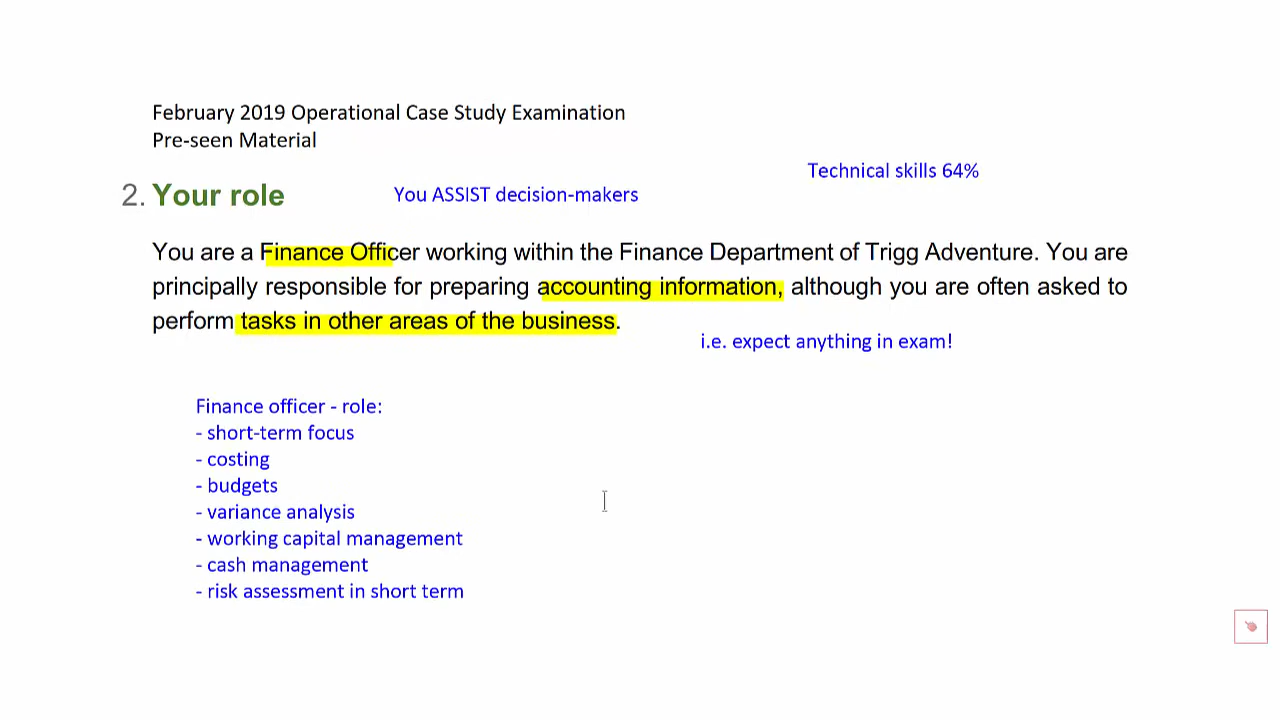 February 2019 Operational Case Study Examination
Pre-seen Material
Technical skills 64%
2. Your role
You ASSIST decision-makers
You are a Finance Officer working within the Finance Department of Trigg Adventure. You are
principally responsible for preparing accounting information, although you are often asked to
perform tasks in other areas of the business.
i.e. expect anything in exam!
Finance officer - role:
- short-term focus
- costing
- budgets
- variance analysis
- working capital management
- cash management
- risk assessment in short term